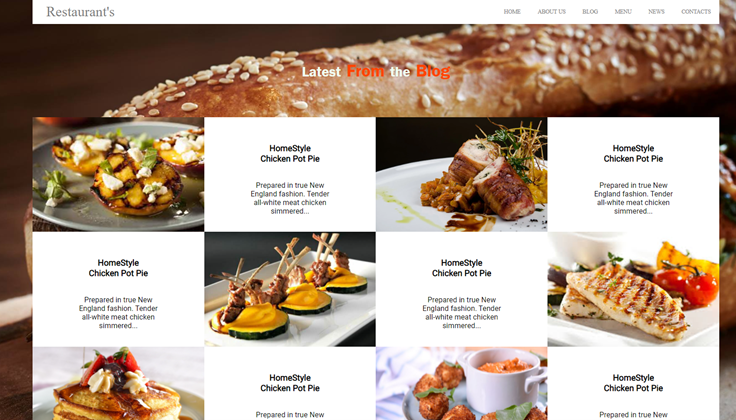 Restaurant's
HOME ABOUT US BLOG MENU NEWS CONTACTS
Latest From the Blog
HomeStyle
Chicken Pot Pie
Prepared in true New
England fashion. Tender
all-white meat chicken
simmered...
HomeStyle
Chicken Pot Pie
Prepared in true New
England fashion. Tender
all-white meat chicken
simmered...
HomeStyle
Chicken Pot Pie
Prepared in true New
England fashion. Tender
all-white meat chicken
simmered...
HomeStyle
Chicken Pot Pie
Prepared in true New
England fashion. Tender
all-white meat chicken
simmered...
HomeStyle
Chicken Pot Pie
Prepared in true New
HomeStyle
Chicken Pot Pie
Prepared in true New